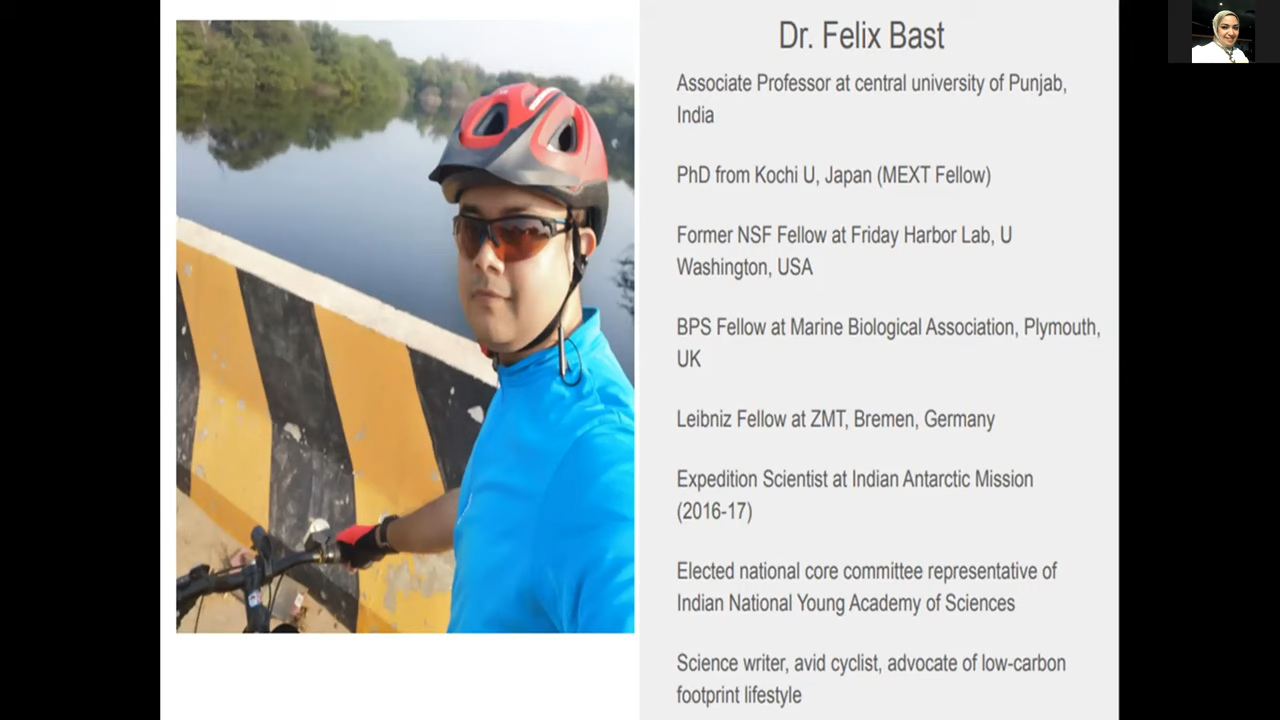 Dr. Felix Bast
Associate Professor at central university of Punjab,
India
PhD from Kochi U, Japan (MEXT Fellow)
Former NSF Fellow at Friday Harbor Lab, U
Washington, USA
BPS Fellow at Marine Biological Association, Plymouth,
UK
Leibniz Fellow at ZMT, Bremen, Germany
Expedition Scientist at Indian Antarctic Mission
(2016-17)
Elected national core committee representative of
Indian National Young Academy of Sciences
Science writer, avid cyclist, advocate of low-carbon
footprint lifestyle